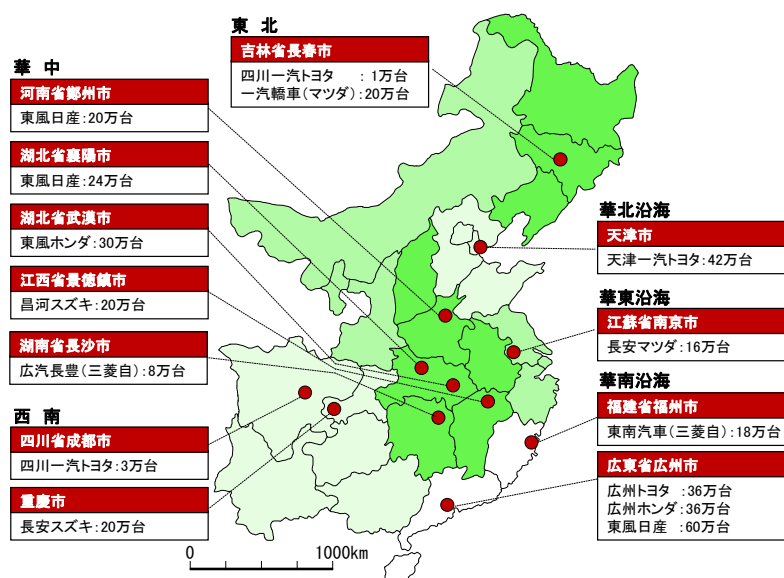 東 北
吉林省長春市
四川一汽トヨタ ： 1万台
一汽轎車（マツダ）：20万台
華 中
河南省鄭州市
東風日産：20万台
湖北省襄陽市
東風日産：24万台
湖北省武漢市
東風ホンダ：30万台
江西省景徳鎮市
昌河スズキ：20万台
湖南省長沙市
広汽長豊（三菱自）：8万台
西 南
四川省成都市
四川一汽トヨタ：3万台
重慶市
長安スズキ：20万台
華北沿海
天津市
天津一汽トヨタ：42万台
華東沿海
江蘇省南京市
長安マツダ：16万台
華南沿海
福建省福州市
東南汽車（三菱自）：18万台
広東省広州市
広州トヨタ ：36万台
広州ホンダ：36万台
東風日産 ：60万台
0 1000km